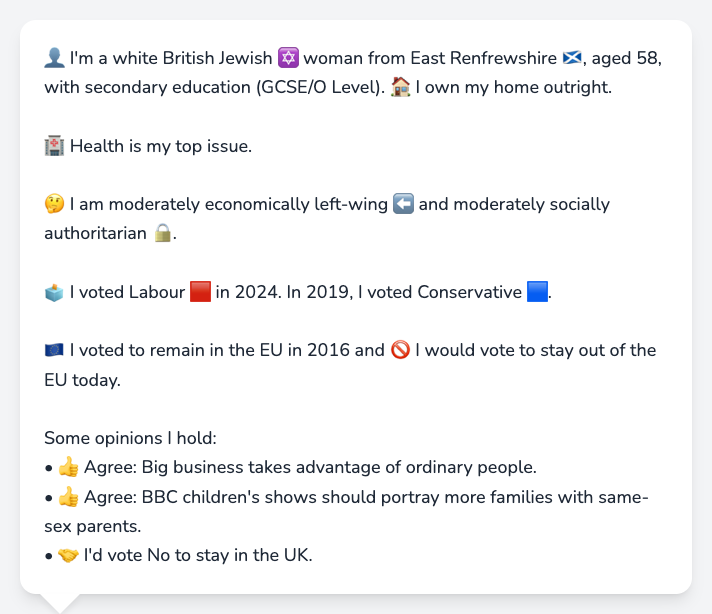 👤 I'm a white British Jewish ✡️ woman from East Renfrewshire 🏴󠁧󠁢󠁳󠁣󠁴󠁿, aged 58,
with secondary education (GCSE/O Level). 🏠 I own my home outright.
🏥 Health is my top issue.
🤔 I am moderately economically left-wing ⬅️ and moderately socially
authoritarian 🔒.
🗳️ I voted Labour 🟥 in 2024. In 2019, I voted Conservative 🟦.
🇪🇺 I voted to remain in the EU in 2016 and 🚫 I would vote to stay out of the
EU today.
Some opinions I hold:
• 👍 Agree: Big business takes advantage of ordinary people.
• 👍 Agree: BBC children's shows should portray more families with same-
sex parents.
• 🤝 I'd vote No to stay in the UK.